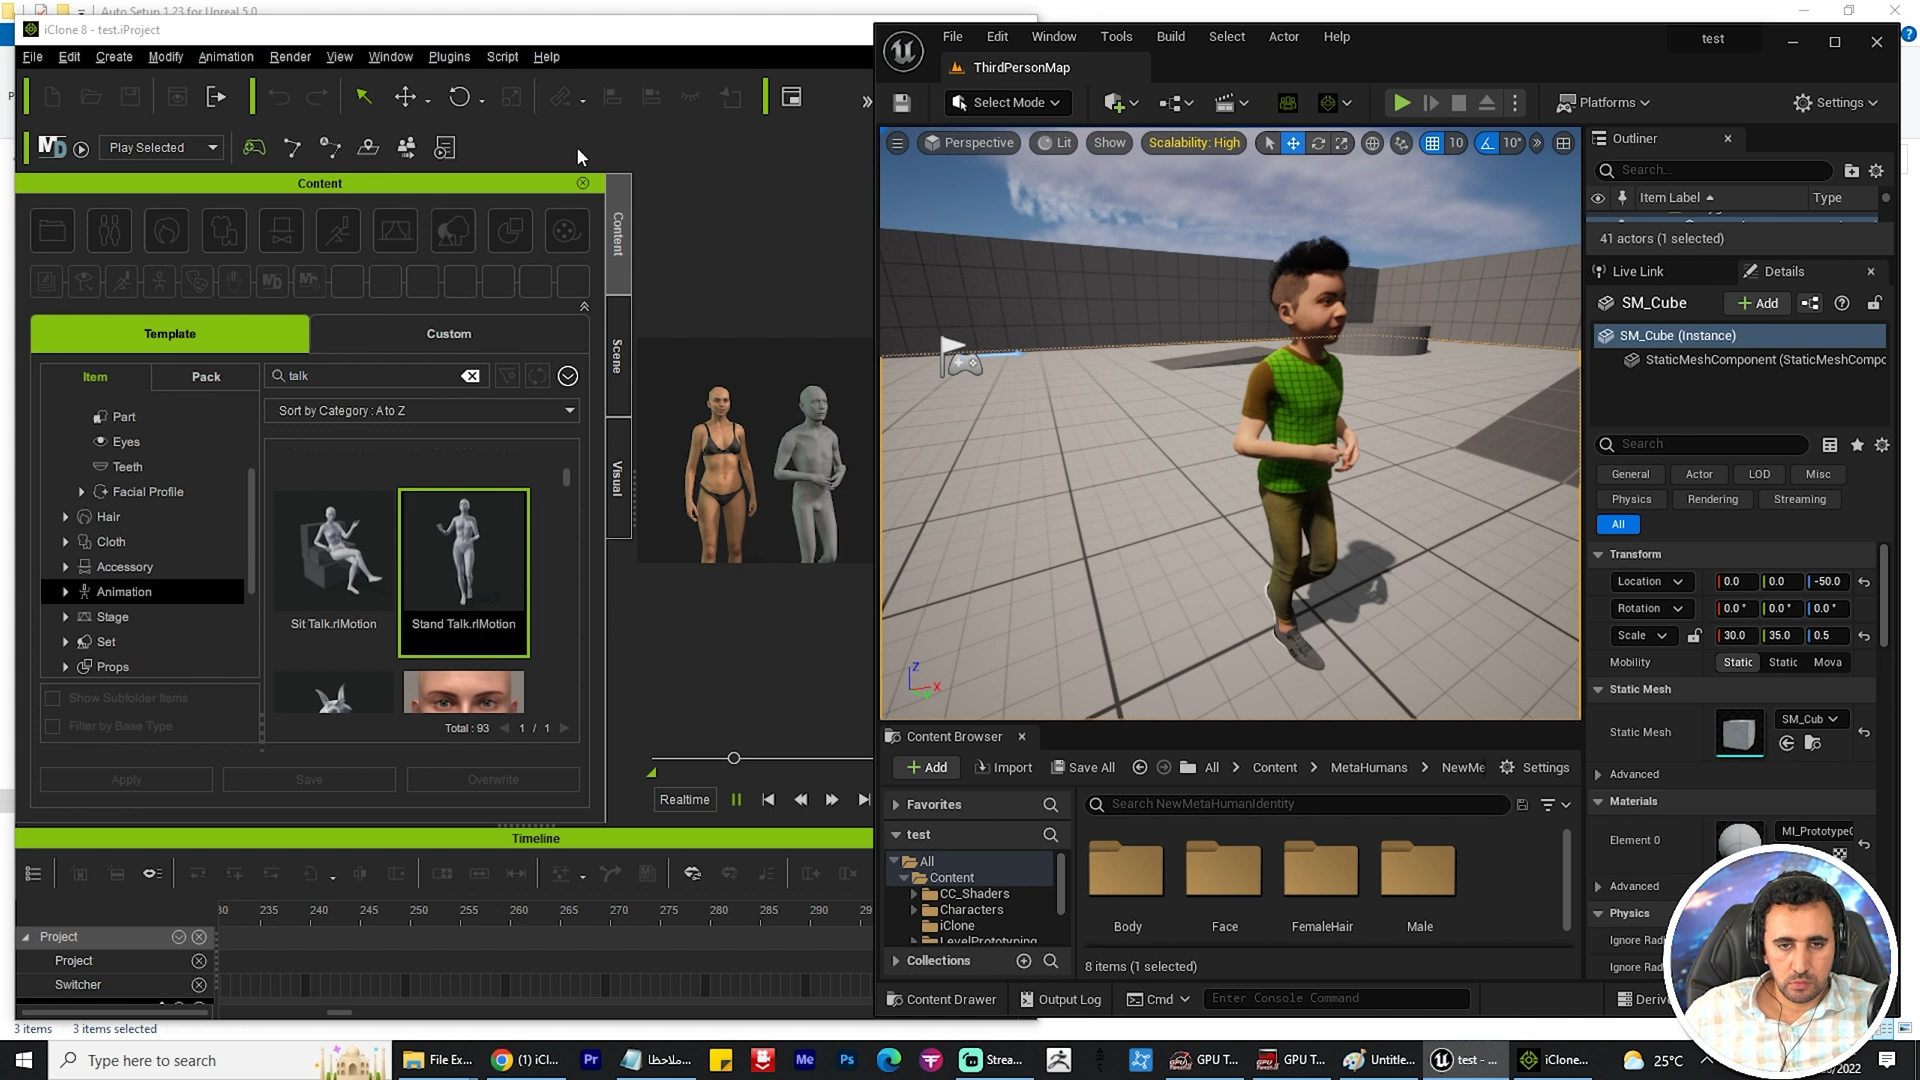 Auto Setup 1.23 for Unreal 5.0
iClone 8 - test.iProject
File Edit Create Modify Animation Render View Window Plugins Script Help
Play Selected
Content
Template
Custom
Item
Pack
talk
Sort by Category : A to Z
Part
Eyes
Teeth
Facial Profile
Hair
Cloth
Accessory
Animation
Stage
Set
Props
Show Subfolder Items
Filter by Base Type
Sit Talk.rlMotion
Stand Talk.rlMotion
Total : 93
1 / 1
Apply
Save
Overwrite
Content
Scene
Visual
Realtime
Timeline
235 240 245 250 255 260 265 270 275 280 285 290
Project
Project
Switcher
3 items 3 items selected
File Edit Window Tools Build Select Actor Help
test
ThirdPersonMap
Select Mode
Platforms
Settings
Perspective Lit Show Scalability: High 10 10°
Z
X
Outliner
Search...
Item Label
Type
41 actors (1 selected)
Live Link
Details
SM_Cube
Add
SM_Cube (Instance)
StaticMeshComponent (StaticMeshCompo
Search
General Actor LOD Misc
Physics Rendering Streaming
All
Transform
Location 0.0 0.0 -50.0
Rotation 0.0 ° 0.0 ° 0.0 °
Scale 30.0 35.0 0.5
Mobility Static Static Mova
Static Mesh
Static Mesh
SM_Cub
Advanced
Materials
Element 0
MI_Prototype
Advanced
Physics
Ignore Radi
Ignore Rad
Content Browser
Add Import Save All All Content MetaHumans NewMe Settings
Favorites
Search NewMetaHumanIdentity
test
All
Content
CC_Shaders
Characters
iClone
LevelPrototyping
Collections
Body
Face
FemaleHair
Male
8 items (1 selected)
Content Drawer Output Log Cmd Enter Console Command
Type here to search
File Ex...
(1) iCl...
Pr
ملاحظا...
Me
Ps
Strea...
GPU T...
GPU T...
Untitle...
test - ...
iClone...
25°C